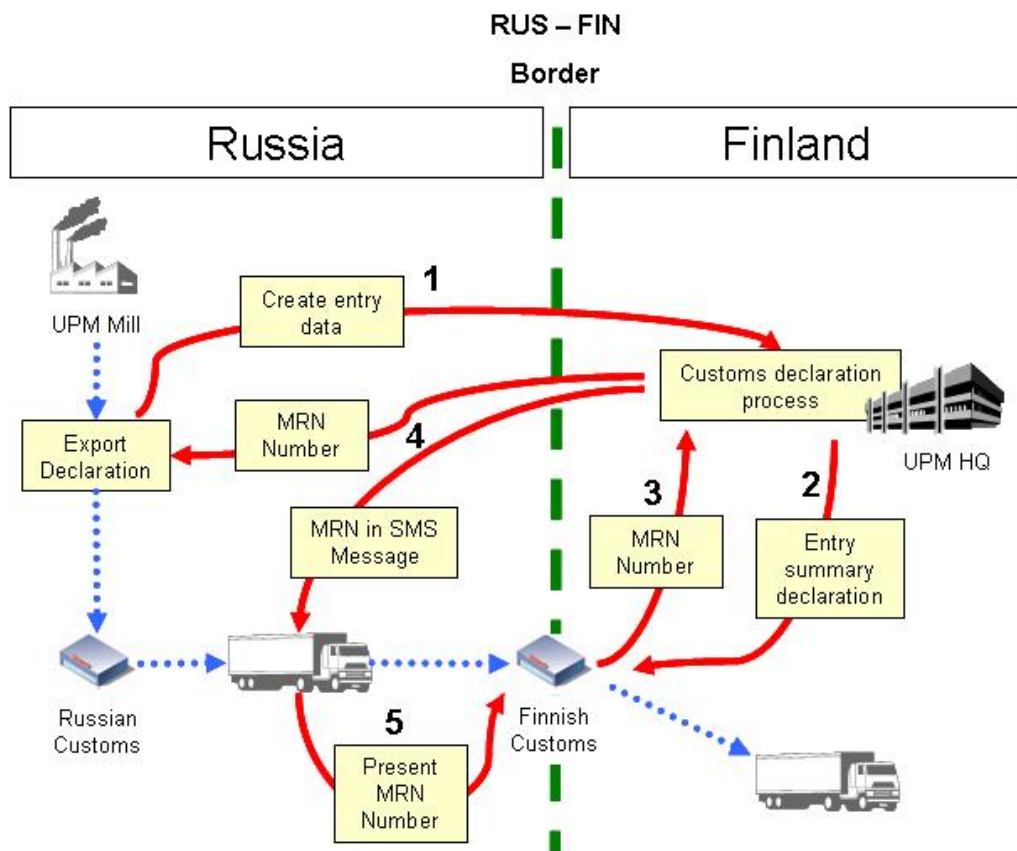 RUS – FIN
Border
Russia
Finland
UPM Mill
Create entry
data
1
Customs declaration
process
UPM HQ
MRN
Number
4
Export
Declaration
3
2
MRN in SMS
Message
MRN
Number
Entry
summary
declaration
Russian
Customs
5
Finnish
Customs
Present
MRN
Number